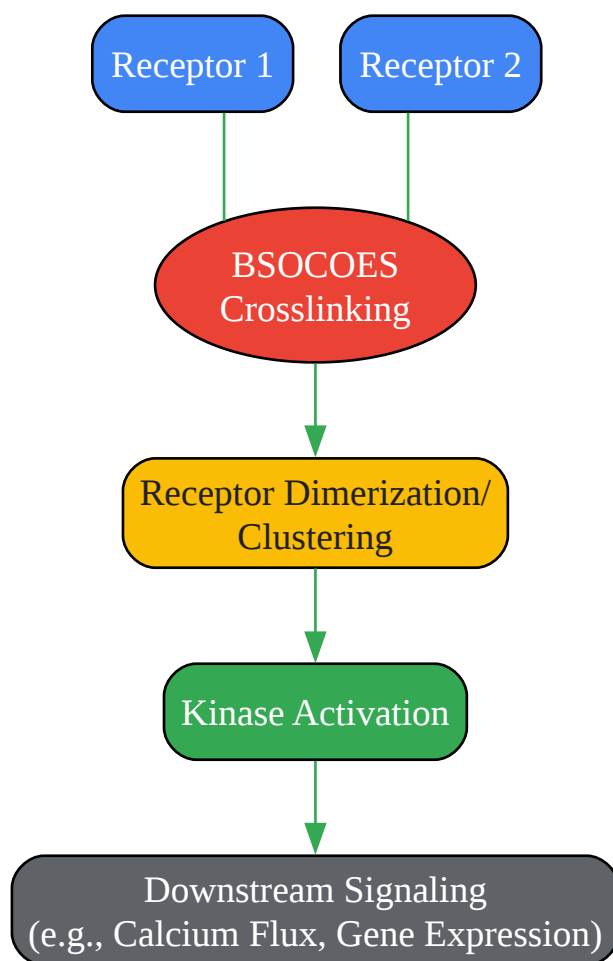 Receptor 1
Receptor 2
BSOCOES
Crosslinking
Receptor Dimerization/
Clustering
Kinase Activation
Downstream Signaling
(e.g., Calcium Flux, Gene Expression)